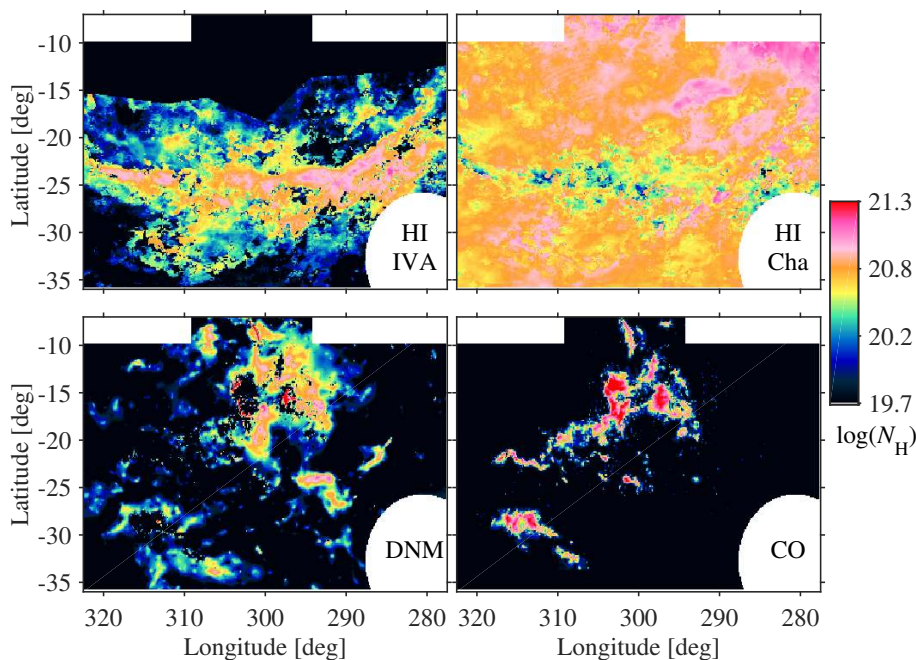 -10
-15
-20
-25
-30
-35
Latitude [deg]
HI
IVA
HI
Cha
-10
-15
-20
-25
-30
-35
Latitude [deg]
320 310 300 290 280
Longitude [deg]
DNM
320 310 300 290 280
Longitude [deg]
CO
21.3
20.8
20.2
19.7
log(N_H)